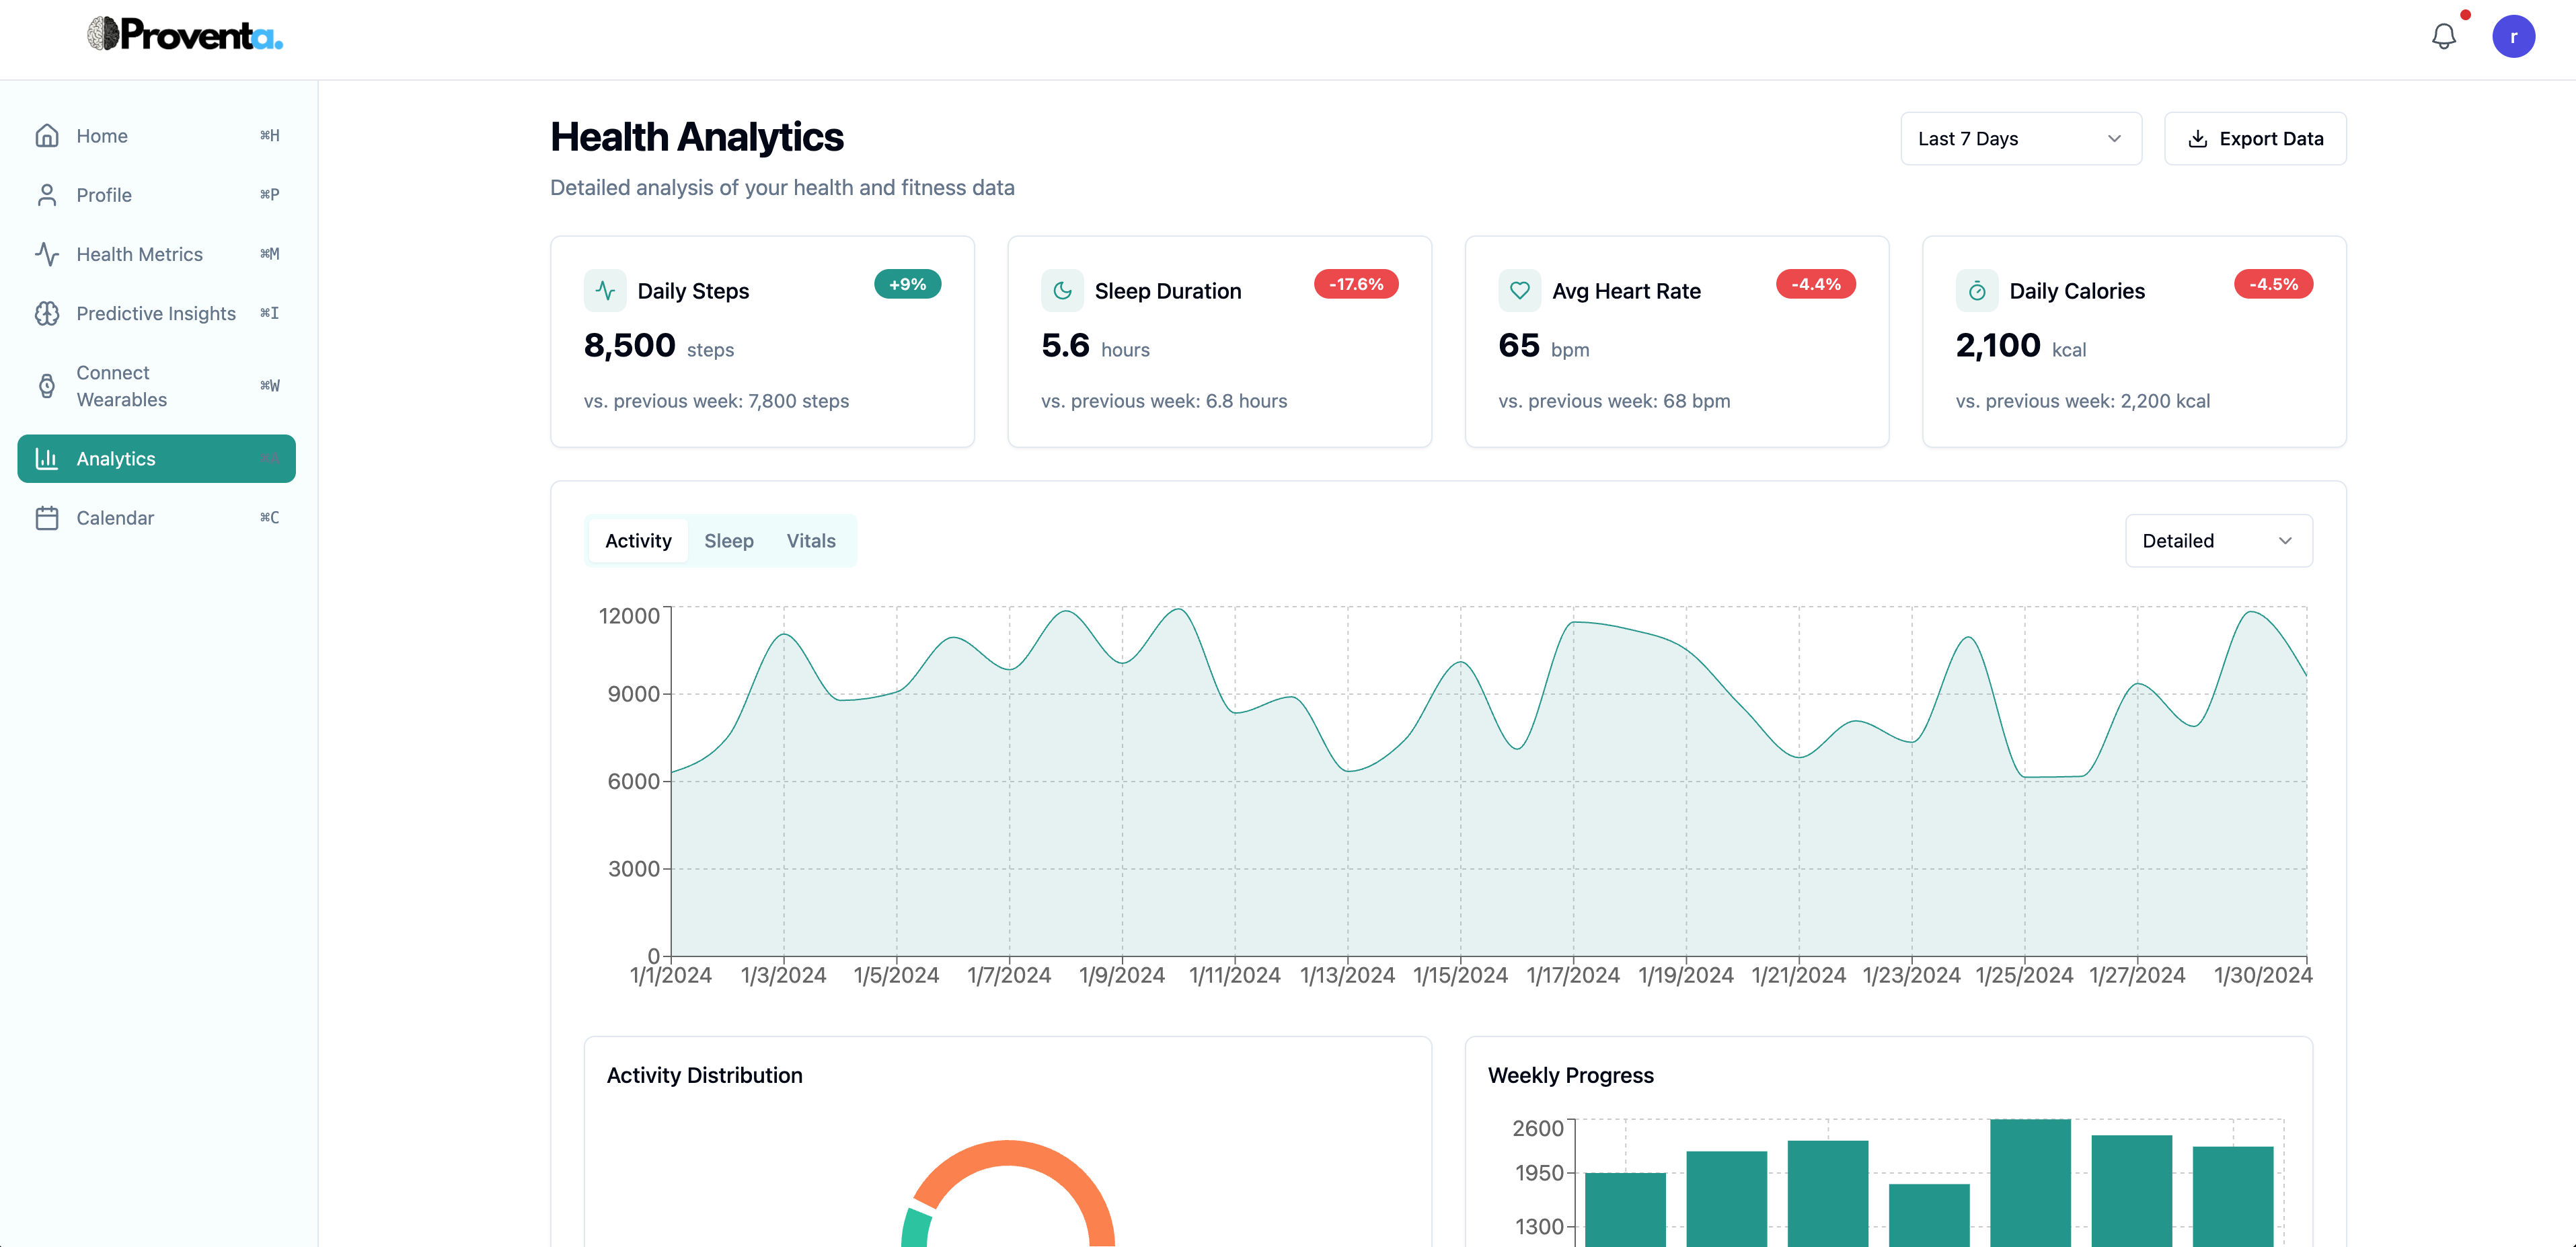 Proventa.
r
Home ⌘H
Profile ⌘P
Health Metrics ⌘M
Predictive Insights ⌘I
Connect
Wearables ⌘W
Analytics
Calendar ⌘C
Health Analytics
Detailed analysis of your health and fitness data
Last 7 Days
Export Data
Daily Steps +9%
8,500 steps
vs. previous week: 7,800 steps
Sleep Duration -17.6%
5.6 hours
vs. previous week: 6.8 hours
Avg Heart Rate -4.4%
65 bpm
vs. previous week: 68 bpm
Daily Calories -4.5%
2,100 kcal
vs. previous week: 2,200 kcal
Activity Sleep Vitals
Detailed
12000
9000
6000
3000
0
1/1/2024 1/3/2024 1/5/2024 1/7/2024 1/9/2024 1/11/2024 1/13/2024 1/15/2024 1/17/2024 1/19/2024 1/21/2024 1/23/2024 1/25/2024 1/27/2024 1/30/2024
Activity Distribution
Weekly Progress
2600
1950
1300